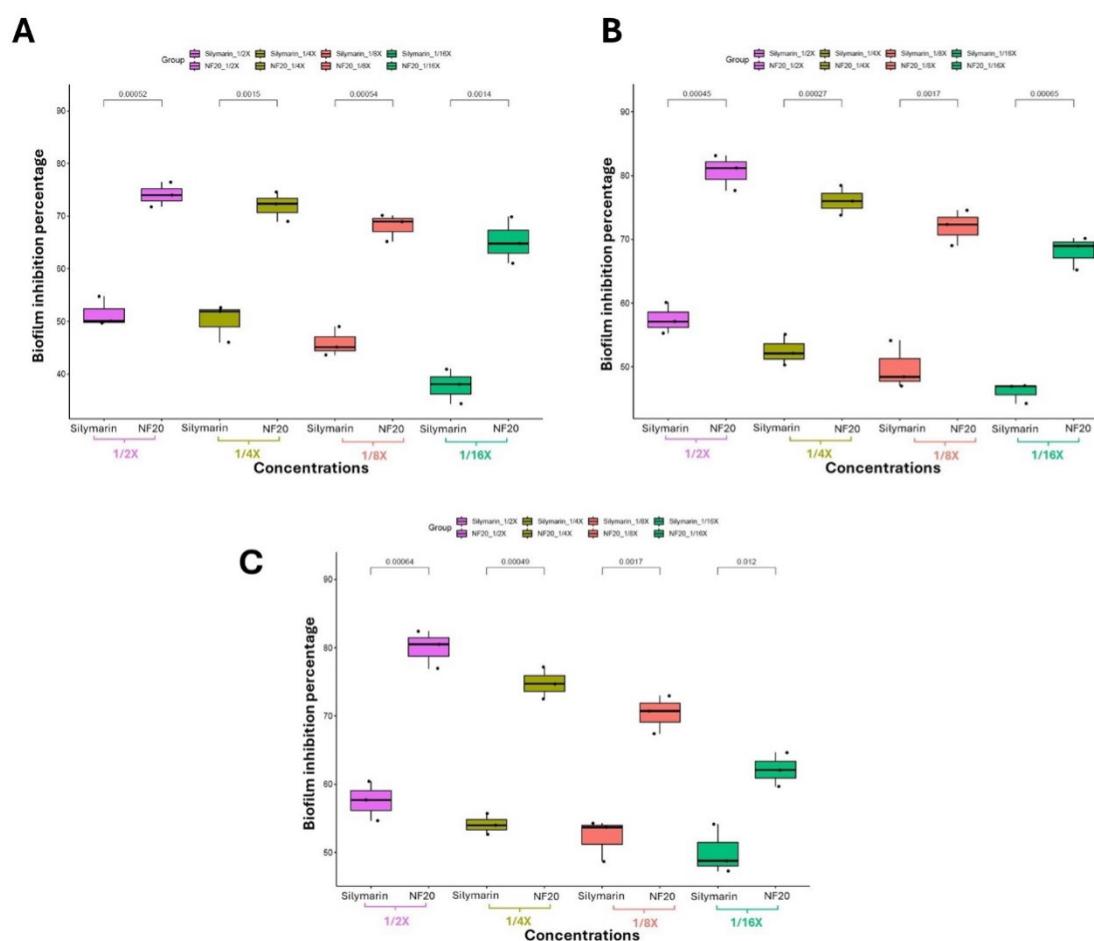 A
Group Silymarin_1/2X Silymarin_1/4X Silymarin_1/8X Silymarin_1/16X
NF20_1/2X NF20_1/4X NF20_1/8X NF20_1/16X
0.00052 0.0015 0.00054 0.0014
90
80
70
60
50
40
Biofilm inhibition percentage
Silymarin NF20 Silymarin NF20 Silymarin NF20 Silymarin NF20
1/2X 1/4X 1/8X 1/16X
Concentrations
B
Group Silymarin_1/2X Silymarin_1/4X Silymarin_1/8X Silymarin_1/16X
NF20_1/2X NF20_1/4X NF20_1/8X NF20_1/16X
0.00045 0.00027 0.0017 0.00065
90
80
70
60
50
Biofilm inhibition percentage
Silymarin NF20 Silymarin NF20 Silymarin NF20 Silymarin NF20
1/2X 1/4X 1/8X 1/16X
Concentrations
C
Group Silymarin_1/2X Silymarin_1/4X Silymarin_1/8X Silymarin_1/16X
NF20_1/2X NF20_1/4X NF20_1/8X NF20_1/16X
0.00064 0.00049 0.0017 0.012
90
80
70
60
50
Biofilm inhibition percentage
Silymarin NF20 Silymarin NF20 Silymarin NF20 Silymarin NF20
1/2X 1/4X 1/8X 1/16X
Concentrations